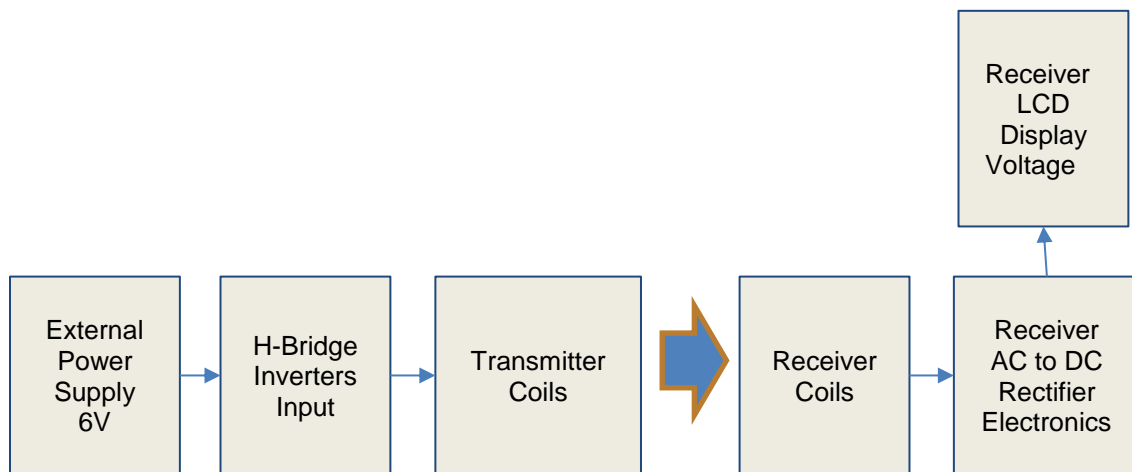 Receiver
LCD
Display
Voltage
External
Power
Supply
6V
H-Bridge
Inverters
Input
Transmitter
Coils
Receiver
Coils
Receiver
AC to DC
Rectifier
Electronics